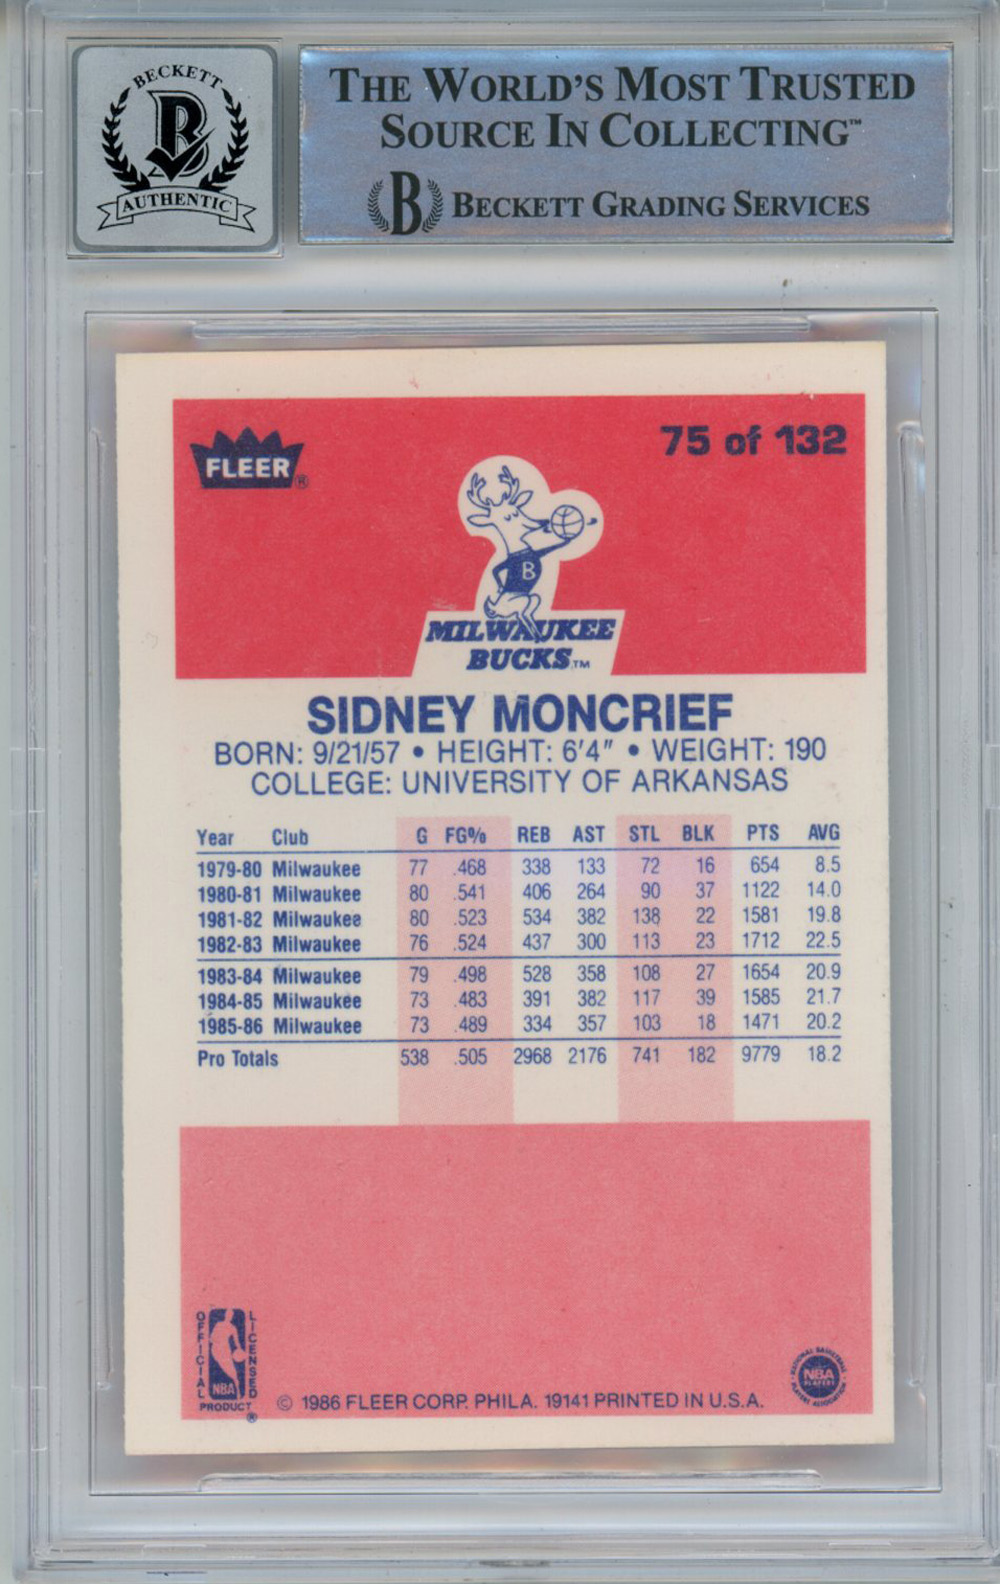 BECKETT
B
AUTHENTIC
THE WORLD'S MOST TRUSTED
SOURCE IN COLLECTING™
B BECKETT GRADING SERVICES
FLEER®
75 of 132
B
MILWAUKEE
BUCKS™
SIDNEY MONCRIEF
BORN: 9/21/57 • HEIGHT: 6'4" • WEIGHT: 190
COLLEGE: UNIVERSITY OF ARKANSAS
Year Club G FG% REB AST STL BLK PTS AVG
1979-80 Milwaukee 77 .468 338 133 72 16 654 8.5
1980-81 Milwaukee 80 .541 406 264 90 37 1122 14.0
1981-82 Milwaukee 80 .523 534 382 138 22 1581 19.8
1982-83 Milwaukee 76 .524 437 300 113 23 1712 22.5
1983-84 Milwaukee 79 .498 528 358 108 27 1654 20.9
1984-85 Milwaukee 73 .483 391 382 117 39 1585 21.7
1985-86 Milwaukee 73 .489 334 357 103 18 1471 20.2
Pro Totals 538 .505 2968 2176 741 182 9779 18.2
OFFICIAL
NBA
LICENSED
PRODUCT®
© 1986 FLEER CORP. PHILA. 19141 PRINTED IN U.S.A.
NATIONAL BASKETBALL
NBA
PLAYERS
PLAYERS ASSOCIATION